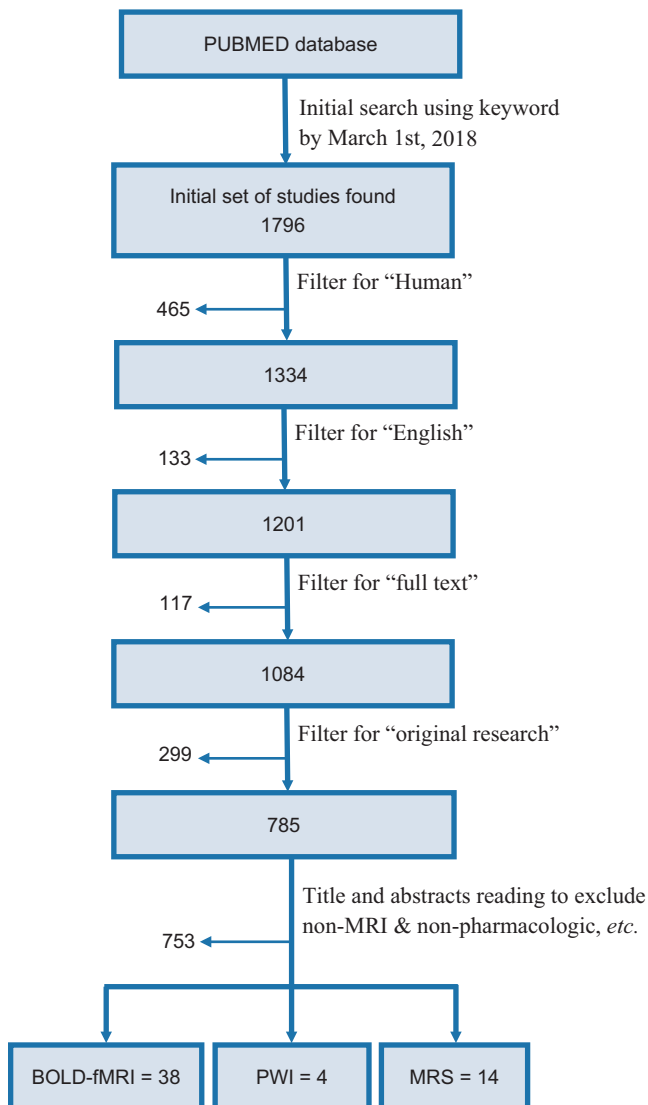 PUBMED database
Initial search using keyword
by March 1st, 2018
Initial set of studies found
1796
Filter for “Human”
465
1334
Filter for “English”
133
1201
Filter for “full text”
117
1084
Filter for “original research”
299
785
Title and abstracts reading to exclude
non-MRI & non-pharmacologic, etc.
753
BOLD-fMRI = 38
PWI = 4
MRS = 14